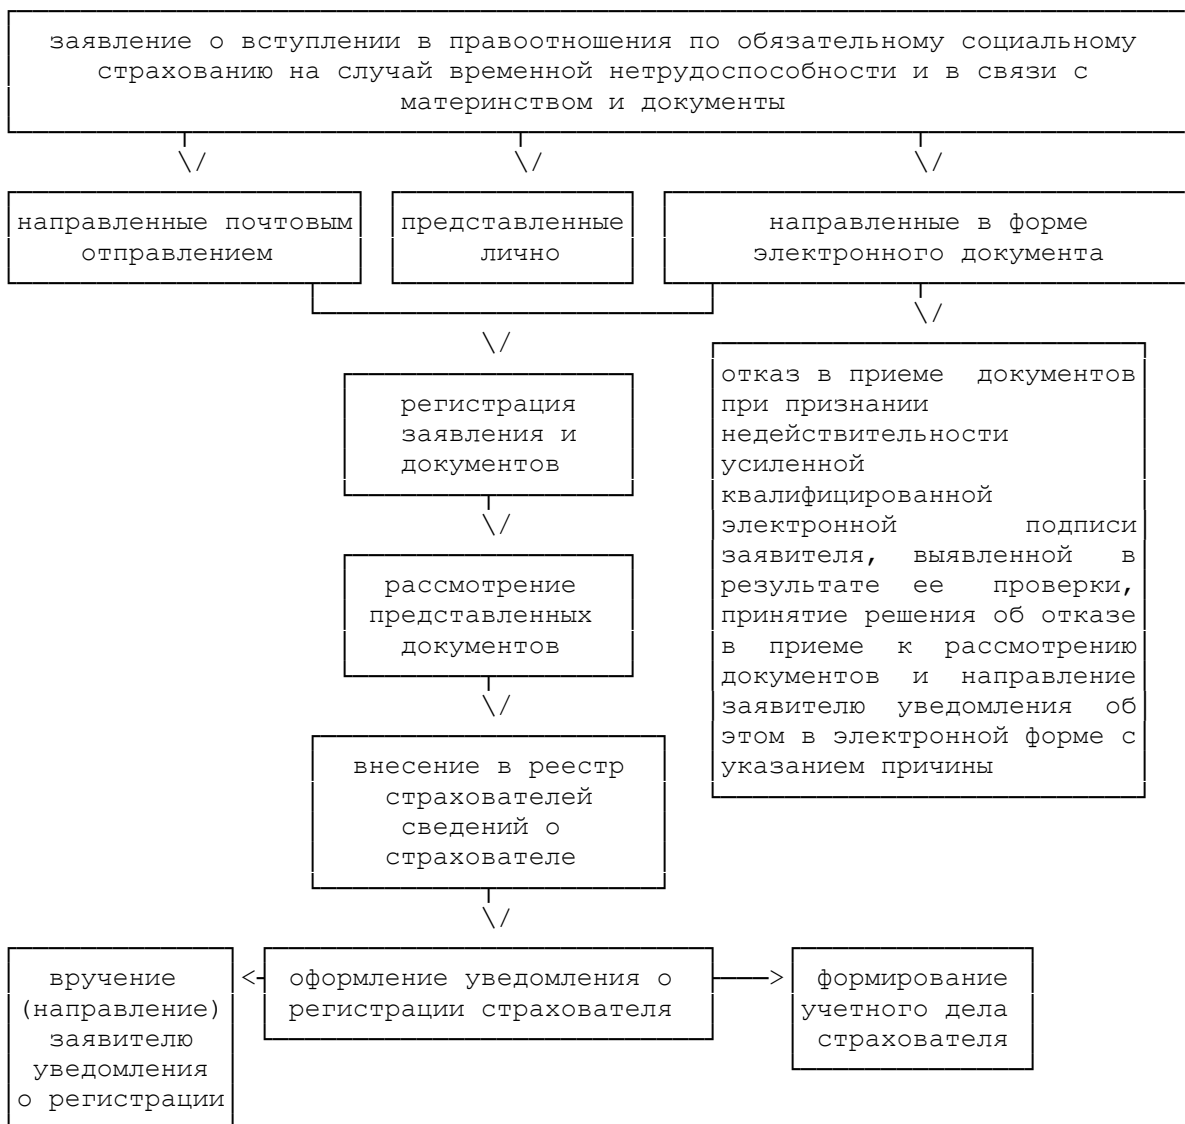 заявление о вступлении в правоотношения по обязательному социальному
страхованию на случай временной нетрудоспособности и в связи с
материнством и документы
направленные почтовым
отправлением
представленные
лично
направленные в форме
электронного документа
регистрация
заявления и
документов
рассмотрение
представленных
документов
внесение в реестр
страхователей
сведений о
страхователе
отказ в приеме документов
при признании
недействительности
усиленной
квалифицированной
электронной подписи
заявителя, выявленной в
результате ее проверки,
принятие решения об отказе
в приеме к рассмотрению
документов и направление
заявителю уведомления об
этом в электронной форме с
указанием причины
вручение
(направление)
заявителю
уведомления
о регистрации
оформление уведомления о
регистрации страхователя
формирование
учетного дела
страхователя